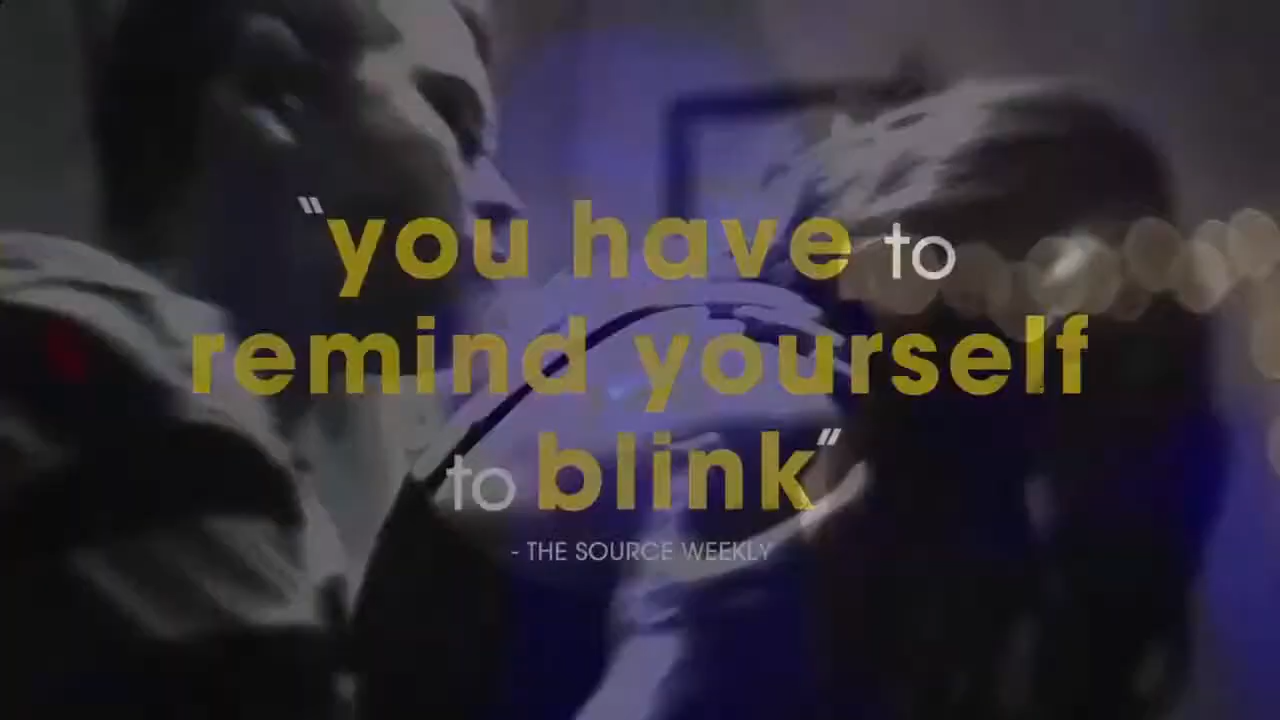 “you have to
remind yourself
to blink”
- THE SOURCE WEEKLY